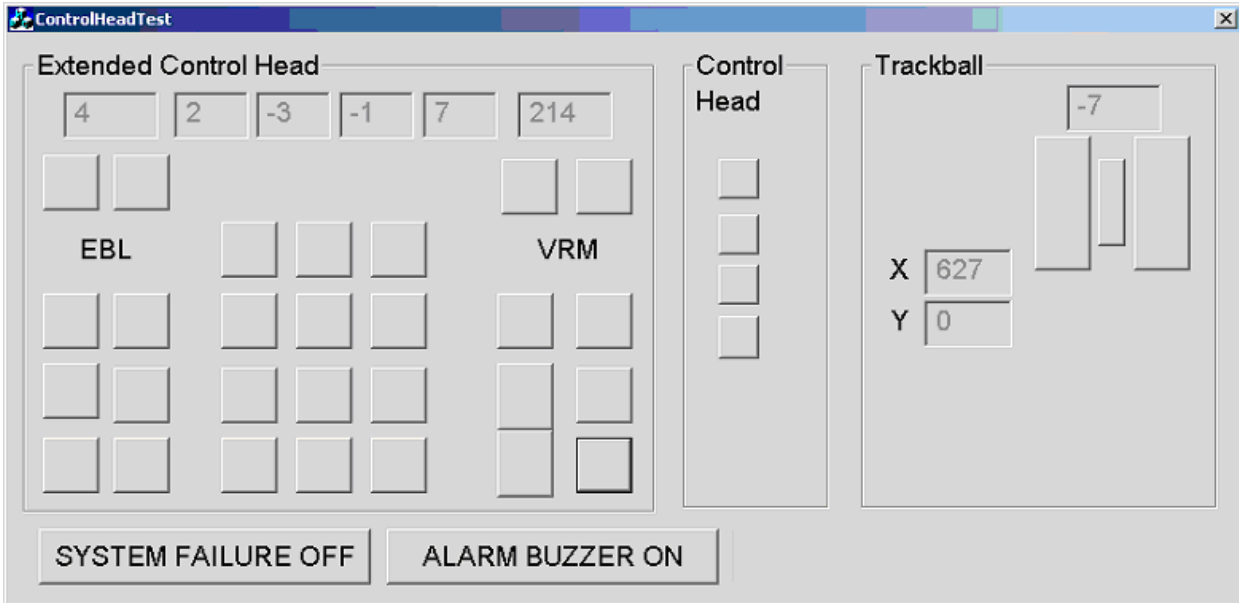 ControlHeadTest
Extended Control Head
4 2 -3 -1 7 214
EBL
VRM
Control
Head
Trackball
-7
X 627
Y 0
SYSTEM FAILURE OFF
ALARM BUZZER ON